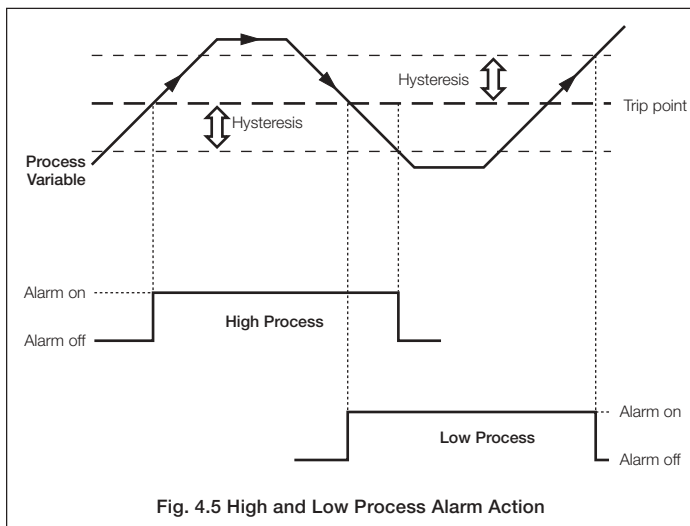 Hysteresis
Trip point
Hysteresis
Process
Variable
Alarm on
High Process
Alarm off
Alarm on
Low Process
Alarm off
Fig. 4.5 High and Low Process Alarm Action